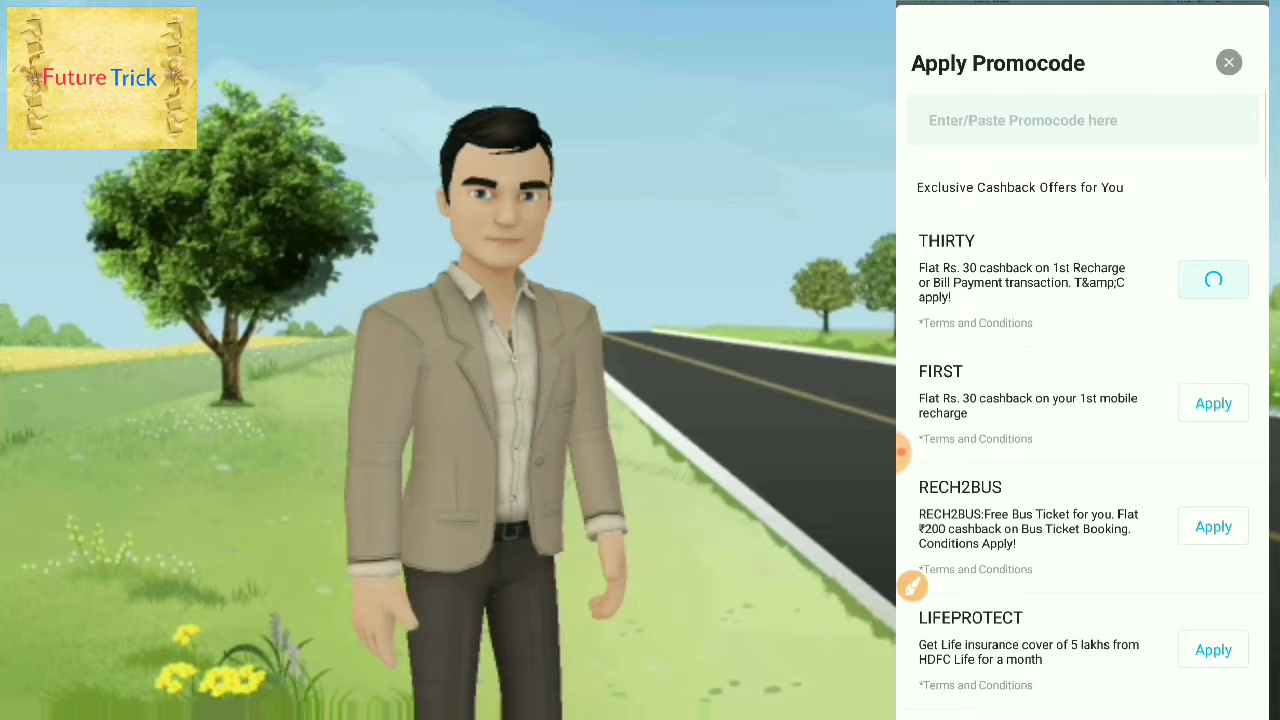 Future Trick
Apply Promocode
Enter/Paste Promocode here
Exclusive Cashback Offers for You
THIRTY
Flat Rs. 30 cashback on 1st Recharge
or Bill Payment transaction. T&amp;C
apply!
*Terms and Conditions
FIRST
Flat Rs. 30 cashback on your 1st mobile
recharge
Apply
*Terms and Conditions
RECH2BUS
RECH2BUS:Free Bus Ticket for you. Flat
₹200 cashback on Bus Ticket Booking.
Conditions Apply!
Apply
*Terms and Conditions
LIFEPROTECT
Get Life insurance cover of 5 lakhs from
HDFC Life for a month
Apply
*Terms and Conditions